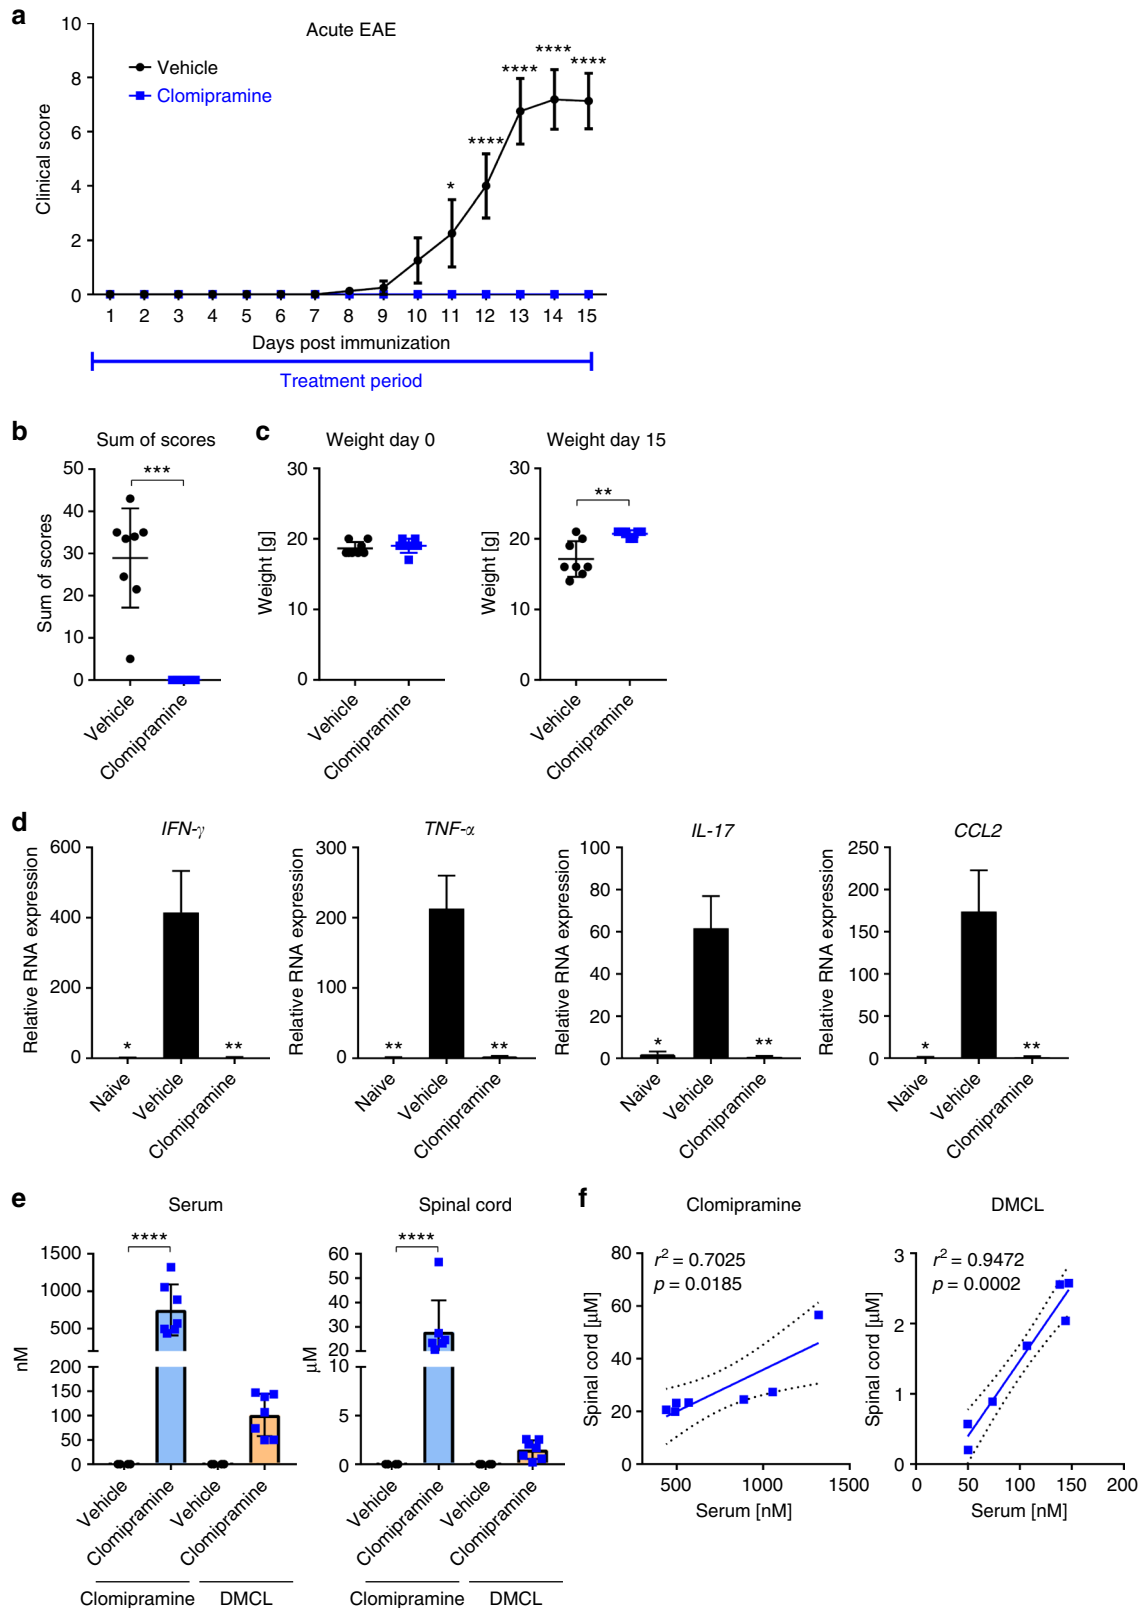 a
Acute EAE
Vehicle
Clomipramine
Clinical score
10
8
6
4
2
0
*
****
****
****
****
1 2 3 4 5 6 7 8 9 10 11 12 13 14 15
Days post immunization
Treatment period
b
Sum of scores
Sum of scores
50
40
30
20
10
0
***
Vehicle
Clomipramine
c
Weight day 0
Weight [g]
30
20
10
0
Vehicle
Clomipramine
Weight day 15
Weight [g]
30
20
10
0
**
Vehicle
Clomipramine
d
IFN-γ
Relative RNA expression
600
400
200
0
*
**
Naive
Vehicle
Clomipramine
TNF-α
Relative RNA expression
300
200
100
0
**
**
Naive
Vehicle
Clomipramine
IL-17
Relative RNA expression
100
80
60
40
20
0
*
**
Naive
Vehicle
Clomipramine
CCL2
Relative RNA expression
250
200
150
100
50
0
*
**
Naive
Vehicle
Clomipramine
e
Serum
nM
1500
1000
500
200
150
100
50
0
****
Vehicle
Clomipramine
Vehicle
Clomipramine
Clomipramine
DMCL
Spinal cord
μM
60
50
40
30
20
10
5
0
****
Vehicle
Clomipramine
Vehicle
Clomipramine
Clomipramine
DMCL
f
Clomipramine
r² = 0.7025
p = 0.0185
Spinal cord [μM]
80
60
40
20
0
500 1000 1500
Serum [nM]
DMCL
r² = 0.9472
p = 0.0002
Spinal cord [μM]
3
2
1
0
0 50 100 150 200
Serum [nM]